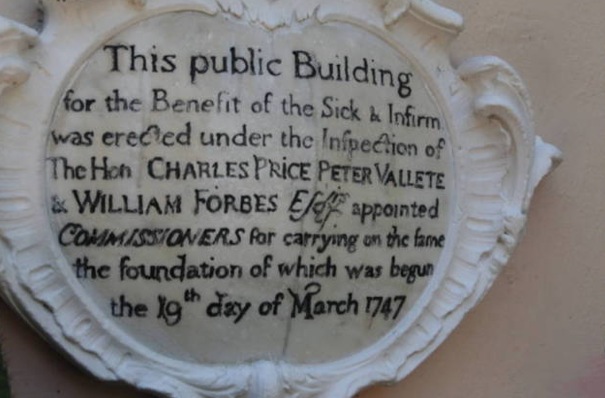 This public Building
for the Benefit of the Sick & Infirm
was erected under the Inſpection of
The Hon CHARLES PRICE PETER VALLETE
& WILLIAM FORBES Eſqrs appointed
COMMISSIONERS for carrying on the ſame
the foundation of which was begun
the 19th day of March 1747